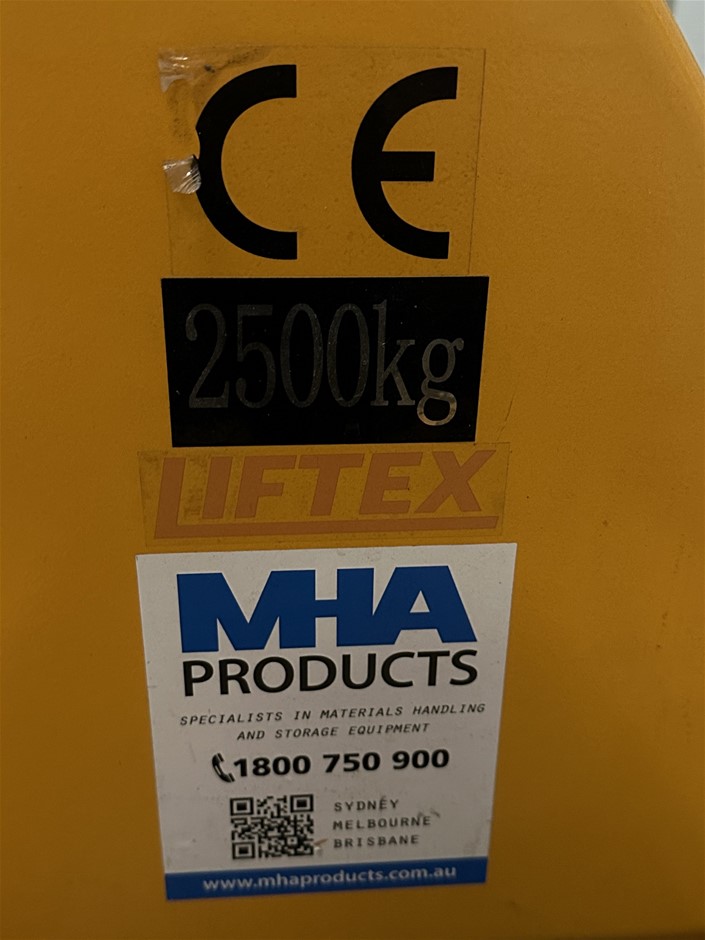 CE
2500kg
LIFTEX
MHA
PRODUCTS
SPECIALISTS IN MATERIALS HANDLING
AND STORAGE EQUIPMENT
1800 750 900
SYDNEY
MELBOURNE
BRISBANE
www.mhaproducts.com.au